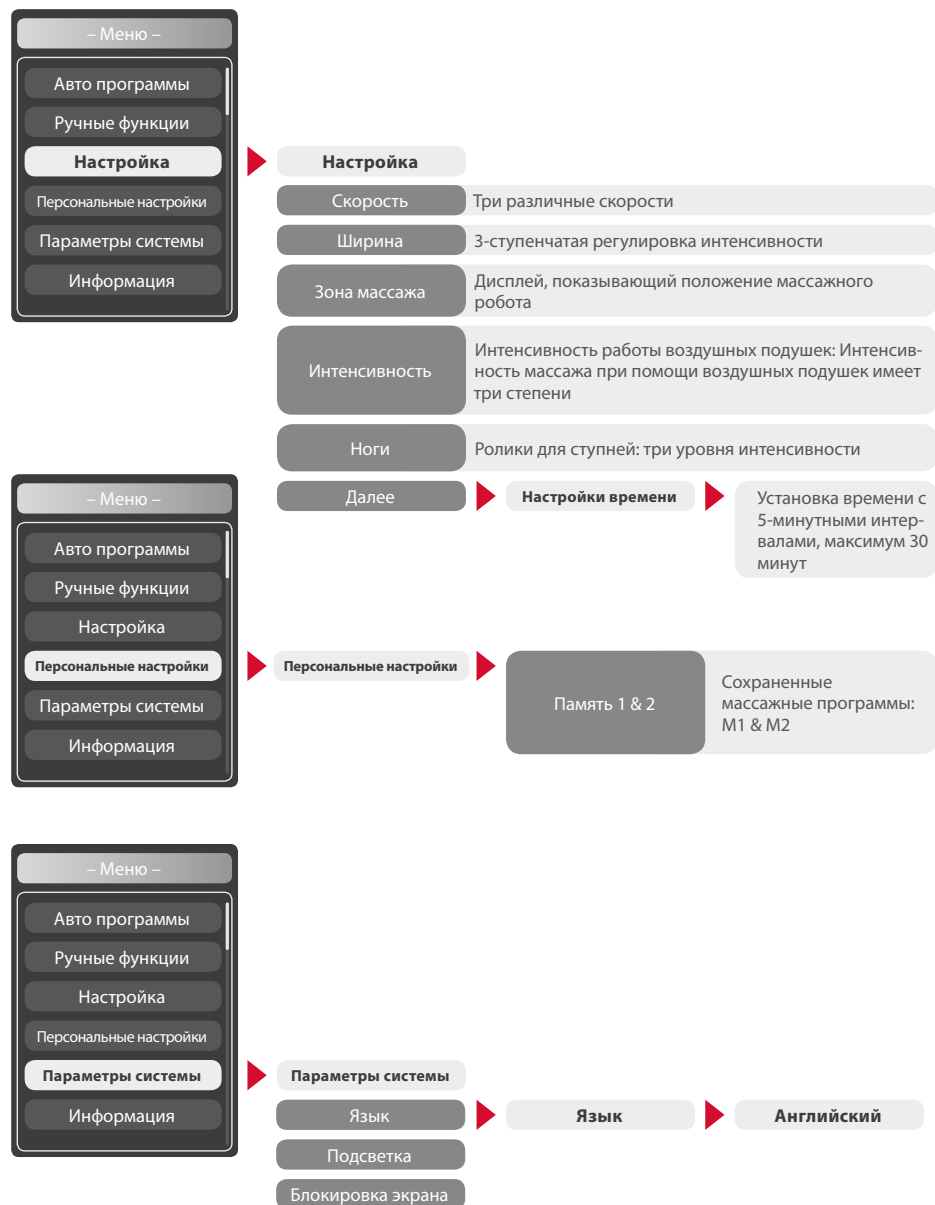 – Меню –
Авто программы
Ручные функции
Настройка
Персональные настройки
Параметры системы
Информация
Настройка
Скорость
Три различные скорости
Ширина
3-ступенчатая регулировка интенсивности
Зона массажа
Дисплей, показывающий положение массажного
робота
Интенсивность
Интенсивность работы воздушных подушек: Интенсив-
ность массажа при помощи воздушных подушек имеет
три степени
Ноги
Ролики для ступней: три уровня интенсивности
Далее
Настройки времени
Установка времени с
5-минутными интер-
валами, максимум 30
минут
– Меню –
Авто программы
Ручные функции
Настройка
Персональные настройки
Параметры системы
Информация
Персональные настройки
Память 1 & 2
Сохраненные
массажные программы:
M1 & M2
– Меню –
Авто программы
Ручные функции
Настройка
Персональные настройки
Параметры системы
Информация
Параметры системы
Язык
Язык
Английский
Подсветка
Блокировка экрана